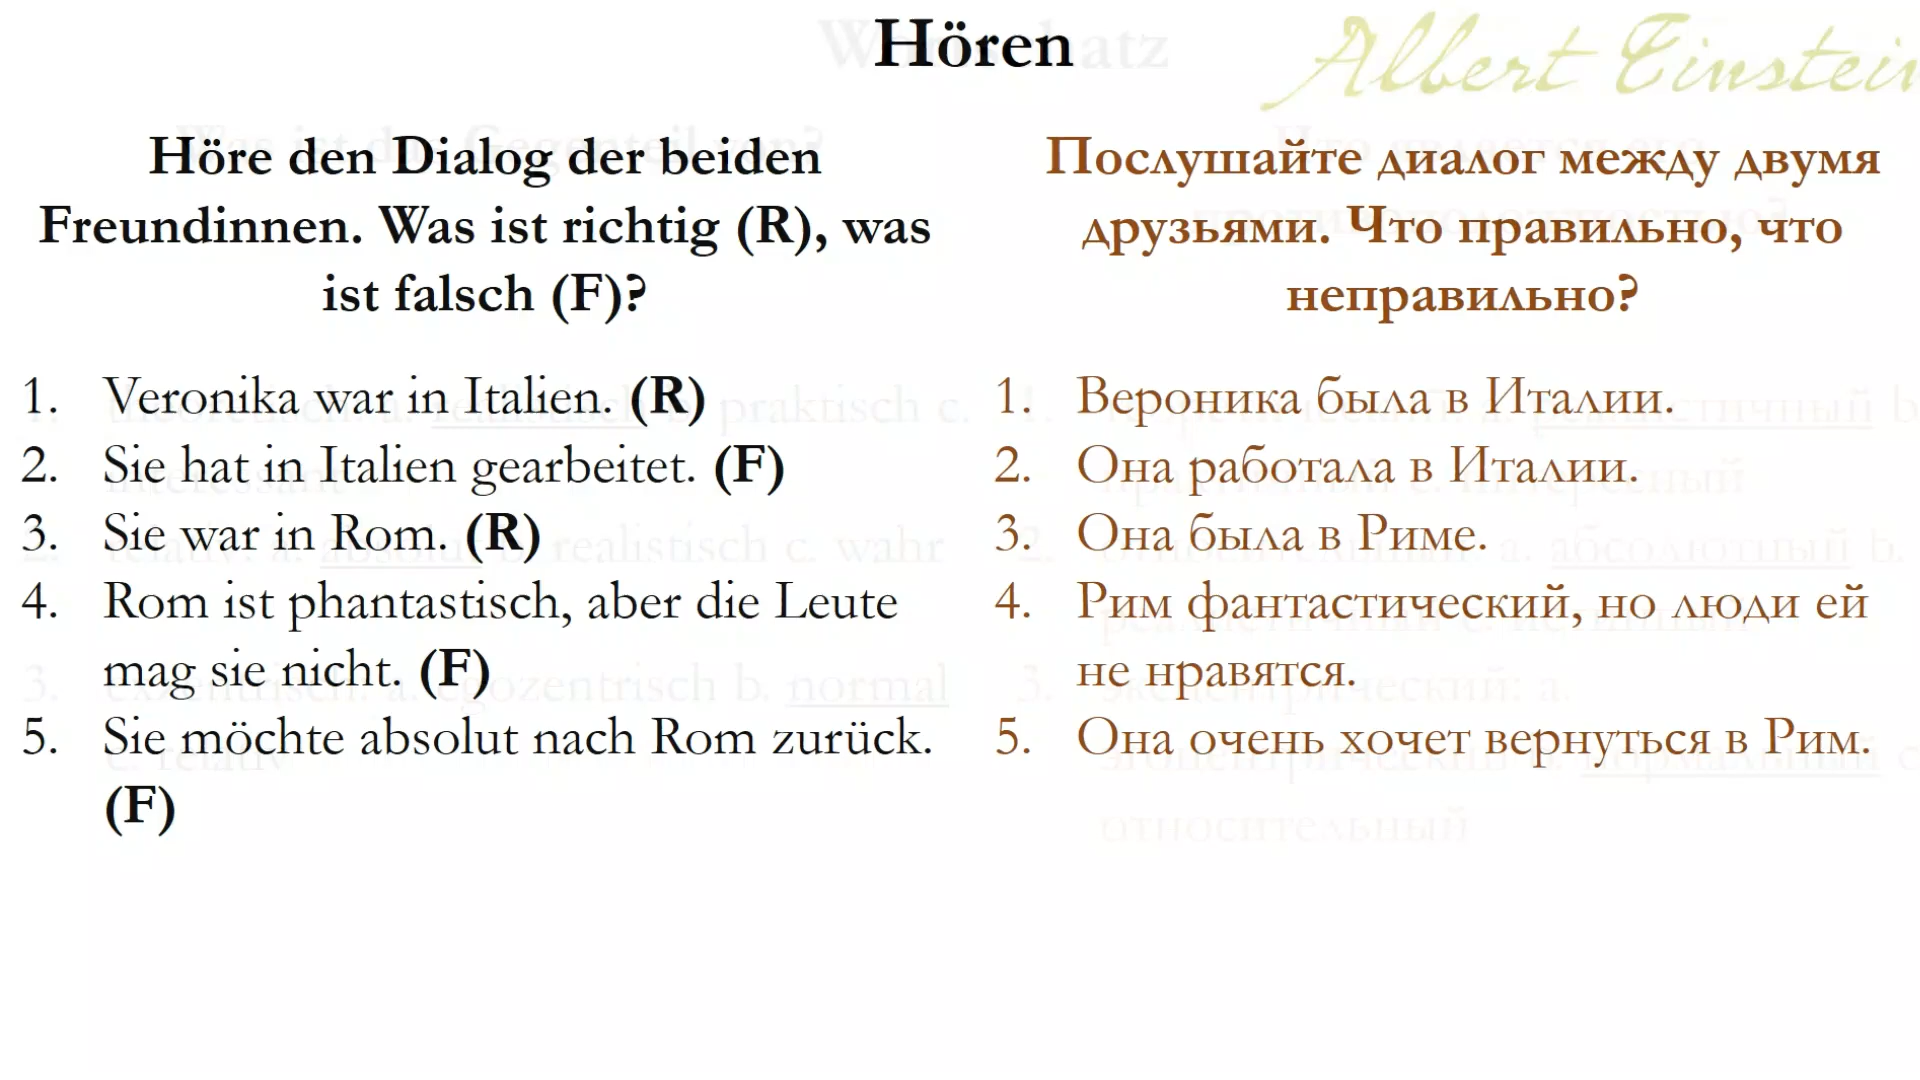 Hören
Albert Einstein
Höre den Dialog der beiden
Freundinnen. Was ist richtig (R), was
ist falsch (F)?
1. Veronika war in Italien. (R)
2. Sie hat in Italien gearbeitet. (F)
3. Sie war in Rom. (R)
4. Rom ist phantastisch, aber die Leute
mag sie nicht. (F)
5. Sie möchte absolut nach Rom zurück.
(F)
Послушайте диалог между двумя
друзьями. Что правильно, что
неправильно?
1. Вероника была в Италии.
2. Она работала в Италии.
3. Она была в Риме.
4. Рим фантастический, но люди ей
не нравятся.
5. Она очень хочет вернуться в Рим.